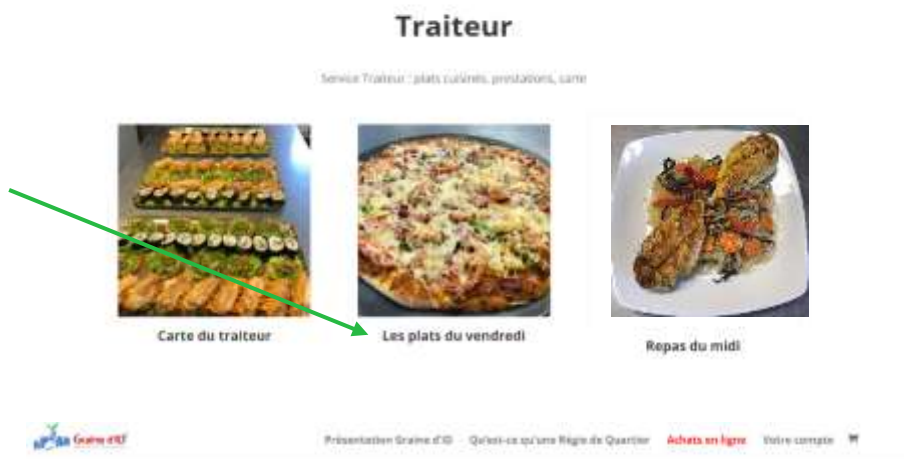 Traiteur
Service Traiteur : plats cuisinés, prestations, carte
Carte du traiteur
Les plats du vendredi
Repas du midi
Graine d'ID
Présentation Graine d'ID Qu'est-ce qu'une Régie de Quartier Achats en ligne Votre compte